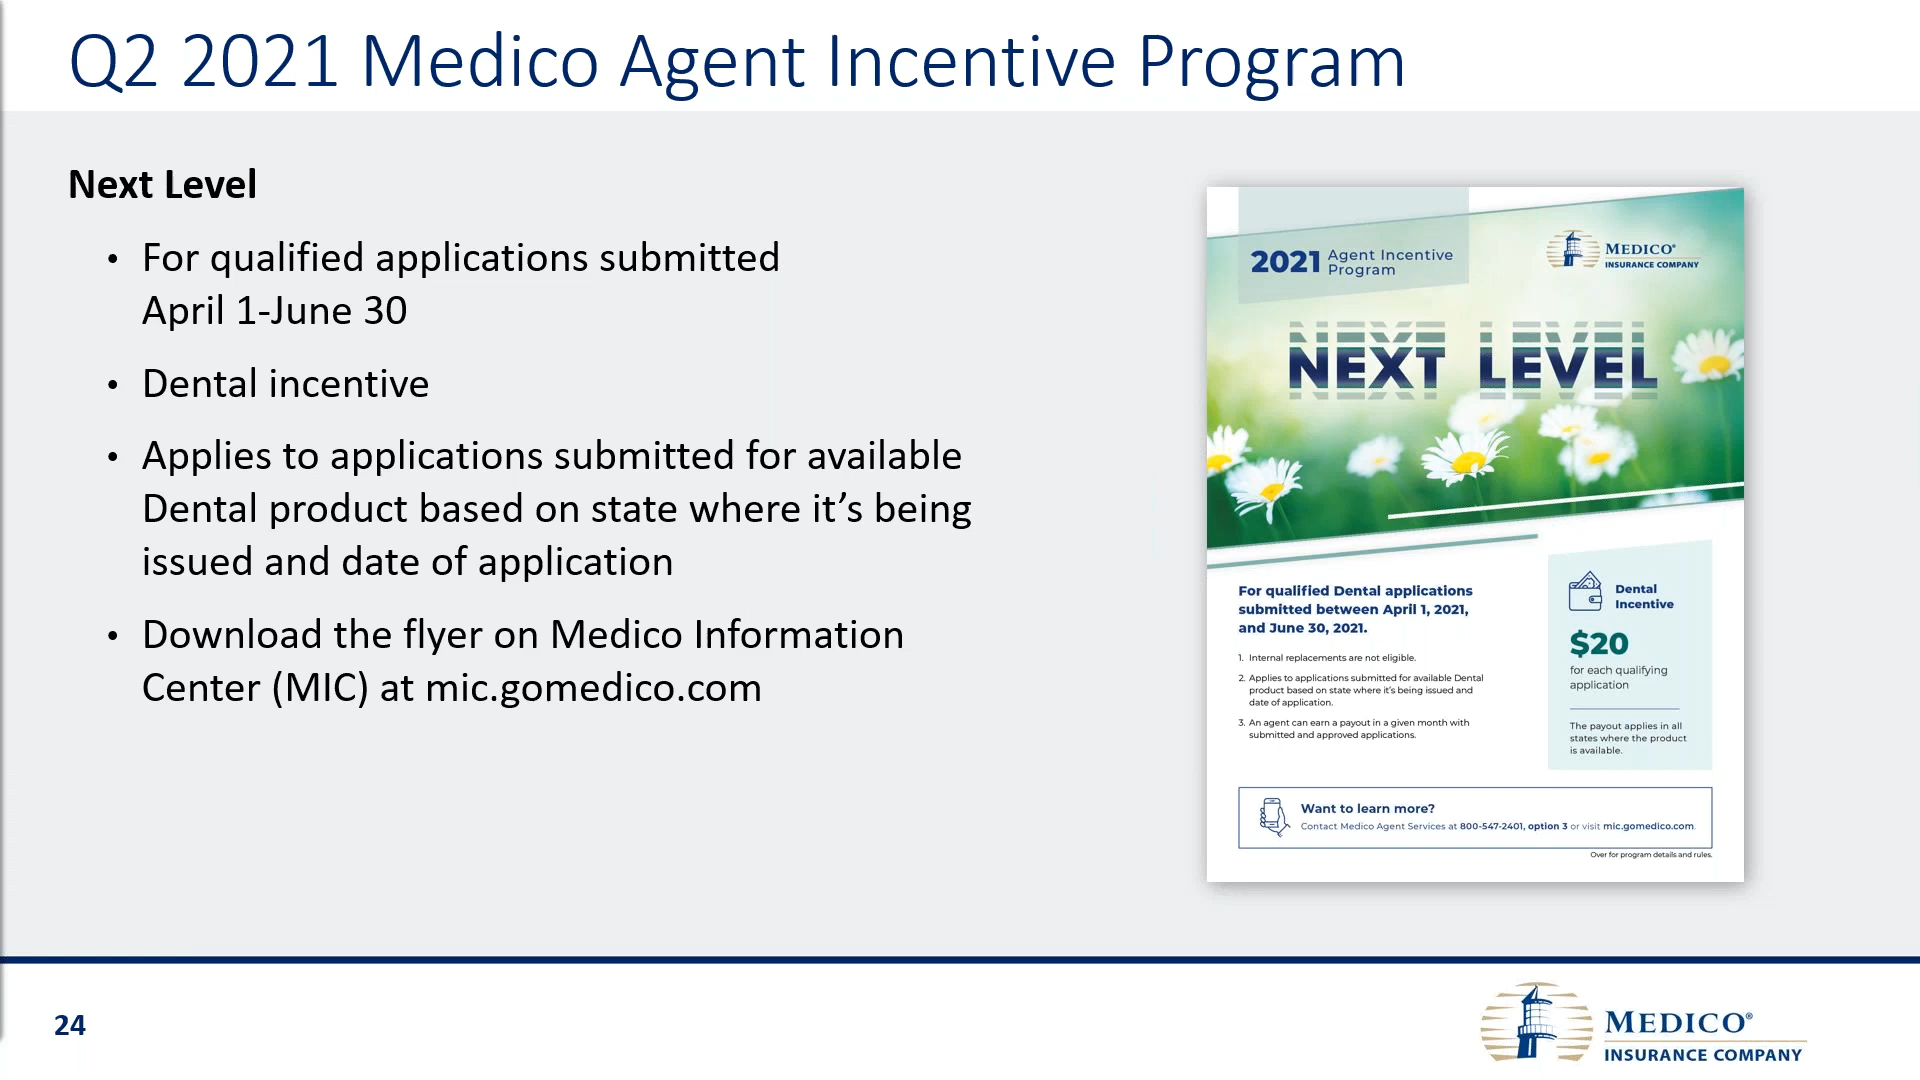 Q2 2021 Medico Agent Incentive Program
Next Level
• For qualified applications submitted
April 1-June 30
• Dental incentive
• Applies to applications submitted for available
Dental product based on state where it’s being
issued and date of application
• Download the flyer on Medico Information
Center (MIC) at mic.gomedico.com
2021 Agent Incentive
Program
MEDICO®
INSURANCE COMPANY
NEXT LEVEL
For qualified Dental applications
submitted between April 1, 2021,
and June 30, 2021.
1. Internal replacements are not eligible.
2. Applies to applications submitted for available Dental
product based on state where it’s being issued and
date of application.
3. An agent can earn a payout in a given month with
submitted and approved applications.
Dental
Incentive
$20
for each qualifying
application
The payout applies in all
states where the product
is available.
Want to learn more?
Contact Medico Agent Services at 800-547-2401, option 3 or visit mic.gomedico.com.
Over for program details and rules.
24
MEDICO®
INSURANCE COMPANY